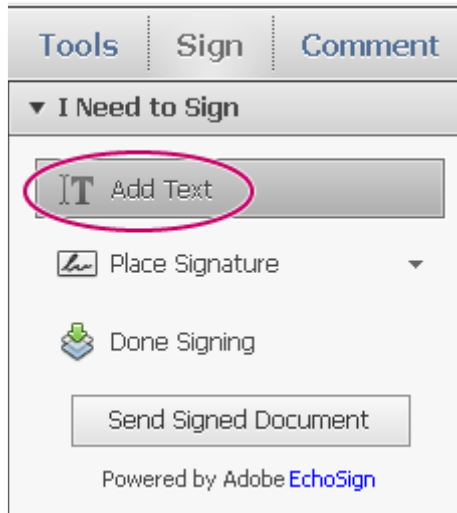 Tools Sign Comment
I Need to Sign
Add Text
Place Signature
Done Signing
Send Signed Document
Powered by Adobe EchoSign